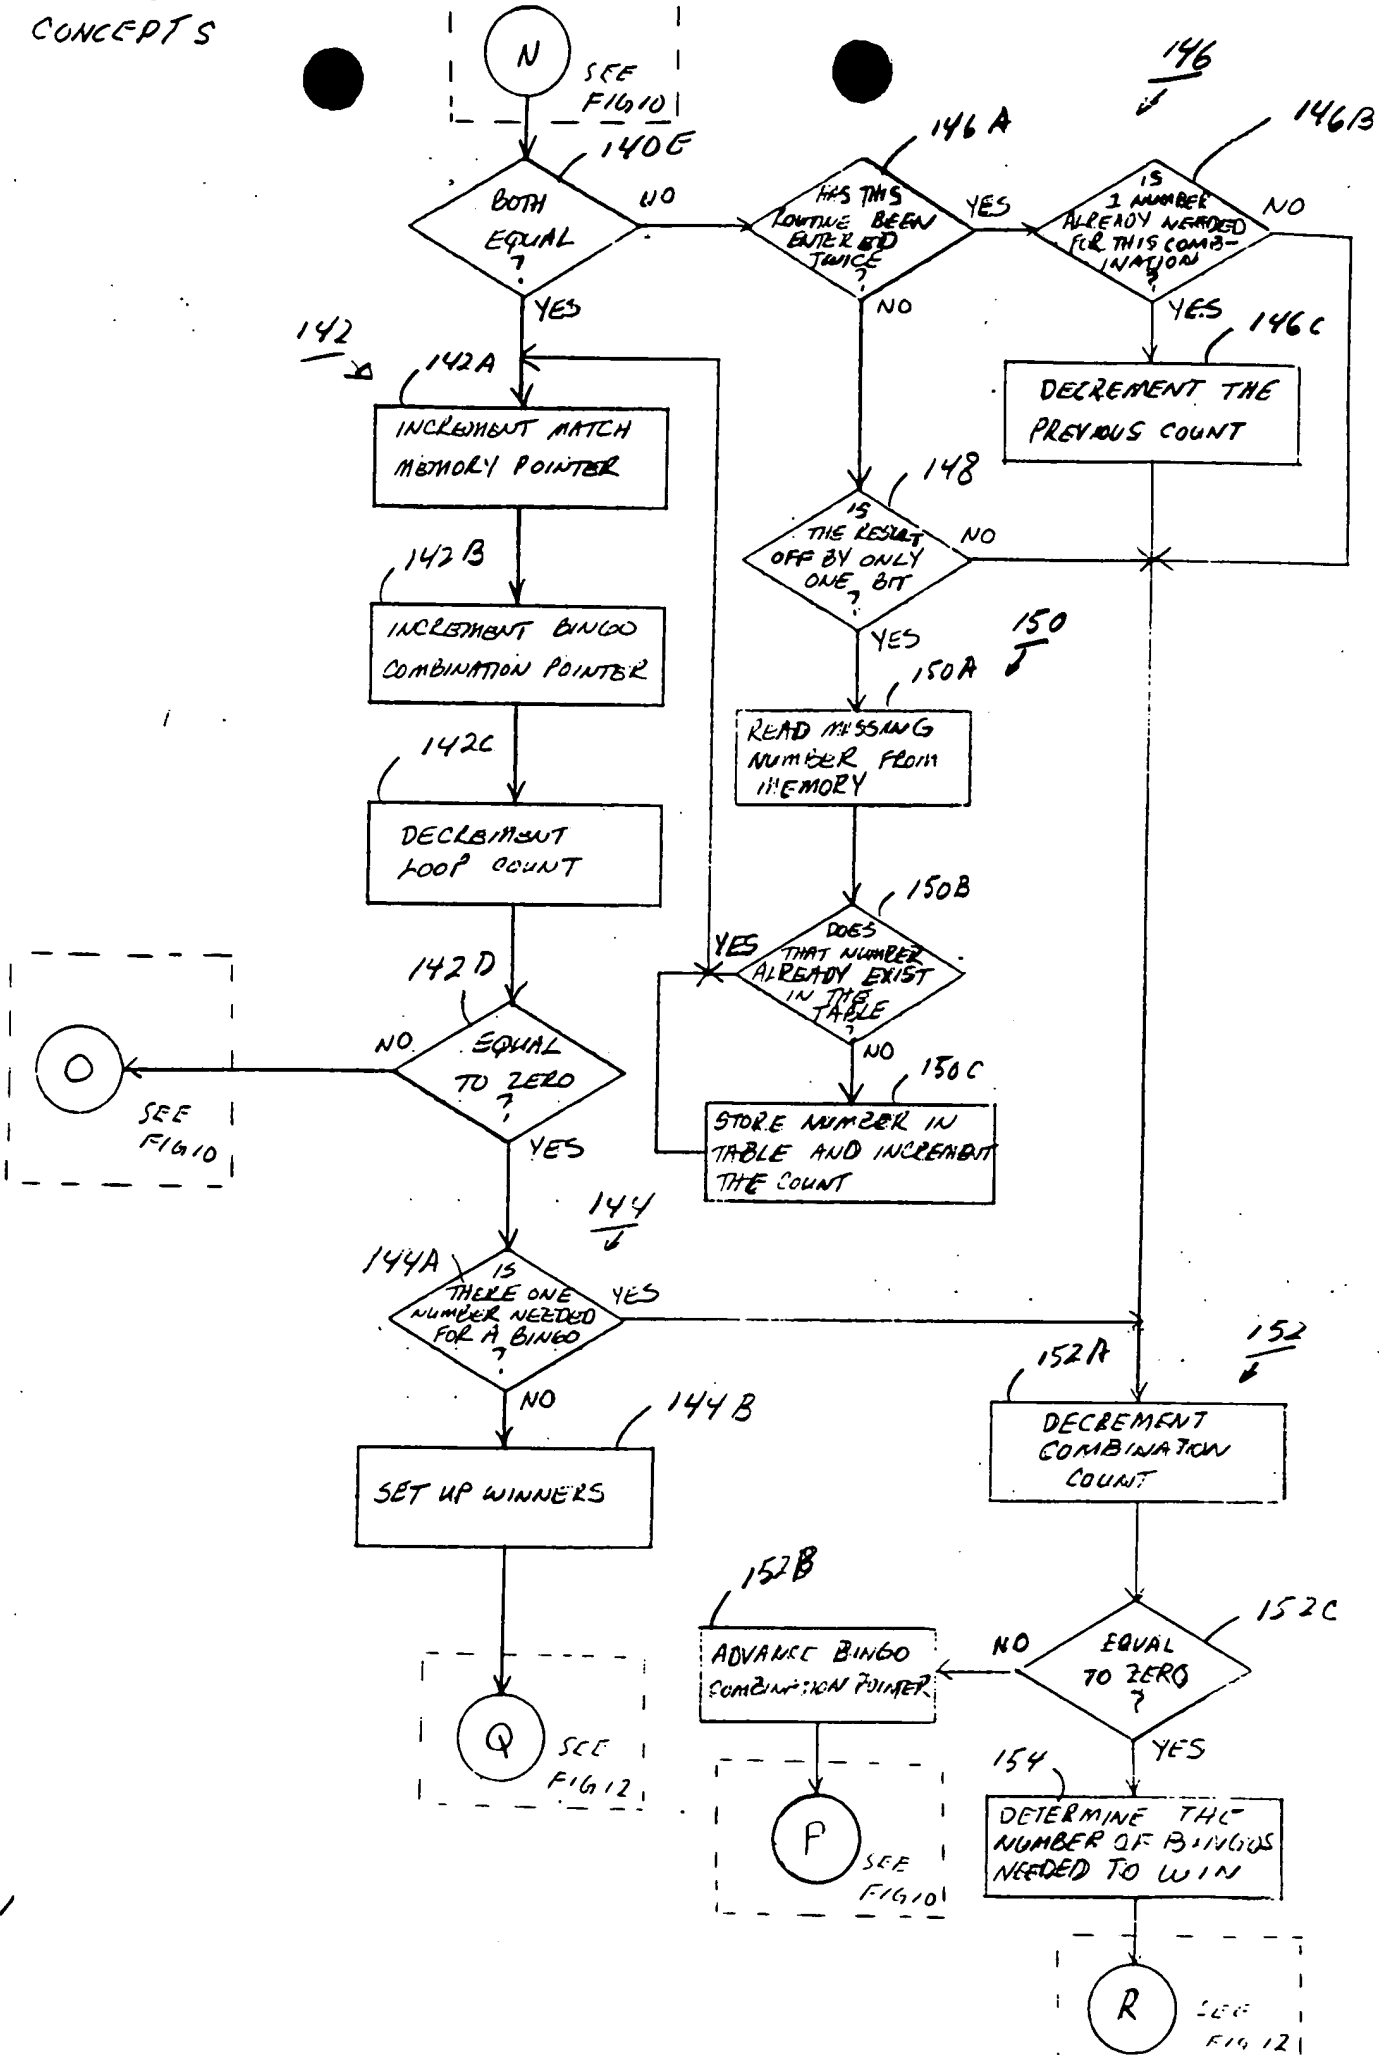 CONCEPTS
N
SEE
FIG 10
140E
BOTH
EQUAL
?
NO
YES
146
146A
HAS THIS
ROUTINE BEEN
ENTERED
TWICE
?
YES
NO
146B
IS
1 NUMBER
ALREADY NEEDED
FOR THIS COMB-
INATION
?
NO
YES
146C
DECREMENT THE
PREVIOUS COUNT
142
142A
INCREMENT MATCH
MEMORY POINTER
142B
INCREMENT BINGO
COMBINATION POINTER
142C
DECREMENT
LOOP COUNT
142D
EQUAL
TO ZERO
?
NO
YES
O
SEE
FIG 10
148
IS
THE RESULT
OFF BY ONLY
ONE BIT
?
NO
YES
150
150A
READ MISSING
NUMBER FROM
MEMORY
150B
DOES
THAT NUMBER
ALREADY EXIST
IN THE
TABLE
?
YES
NO
150C
STORE NUMBER IN
TABLE AND INCREMENT
THE COUNT
144
144A
IS
THERE ONE
NUMBER NEEDED
FOR A BINGO
?
YES
NO
144B
SET UP WINNERS
Q
SEE
FIG 12
152
152A
DECREMENT
COMBINATION
COUNT
152C
EQUAL
TO ZERO
?
NO
YES
152B
ADVANCE BINGO
COMBINATION POINTER
P
SEE
FIG 10
154
DETERMINE THE
NUMBER OF BINGOS
NEEDED TO WIN
R
SEE
FIG 12